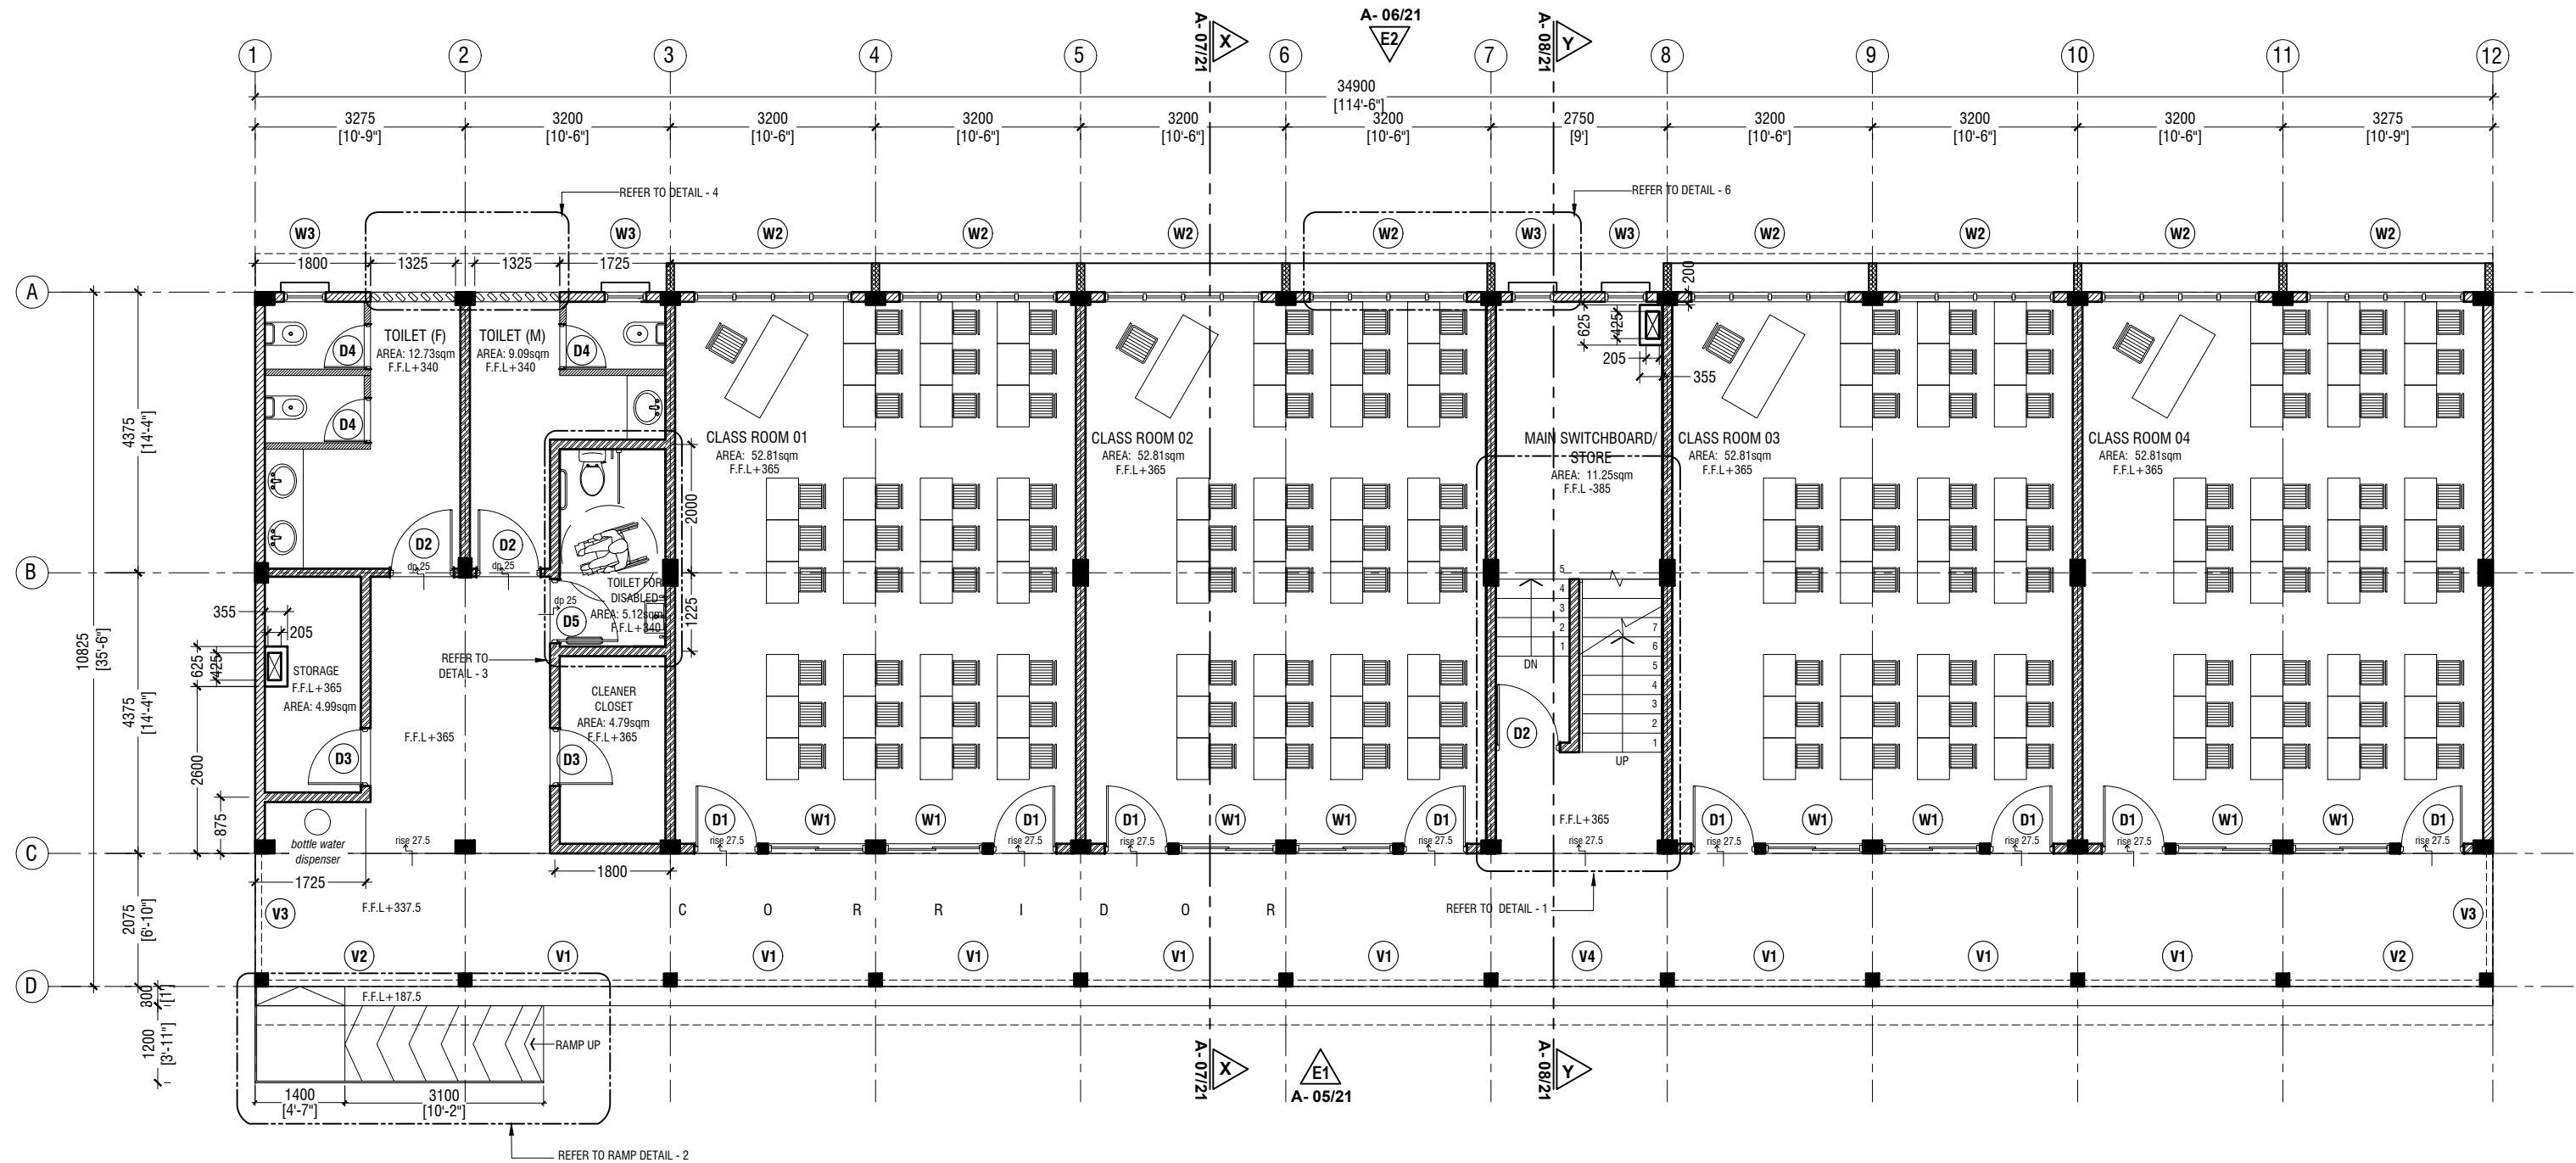 A- 07/21
X
A- 06/21
E2
A- 08/21
Y
1
2
3
4
5
6
7
8
9
10
11
12
34900
[114'-6"]
3275
[10'-9"]
3200
[10'-6"]
3200
[10'-6"]
3200
[10'-6"]
3200
[10'-6"]
3200
[10'-6"]
2750
[9']
3200
[10'-6"]
3200
[10'-6"]
3200
[10'-6"]
3275
[10'-9"]
REFER TO DETAIL - 4
REFER TO DETAIL - 6
W3
W3
W2
W2
W2
W2
W3
W3
W2
W2
W2
W2
1800
1325
1325
1725
200
A
B
C
D
10825
[35'-6"]
4375
[14'-4"]
4375
[14'-4"]
2075
[6'-10"]
800
[1']
1200
[3'-11"]
TOILET (F)
AREA: 12.73sqm
F.F.L+340
TOILET (M)
AREA: 9.09sqm
F.F.L+340
D4
D4
D4
D2
dp 25
D2
dp 25
CLASS ROOM 01
AREA: 52.81sqm
F.F.L+365
CLASS ROOM 02
AREA: 52.81sqm
F.F.L+365
MAIN SWITCHBOARD/
STORE
AREA: 11.25sqm
F.F.L -385
CLASS ROOM 03
AREA: 52.81sqm
F.F.L+365
CLASS ROOM 04
AREA: 52.81sqm
F.F.L+365
625
425
205
355
2000
1225
TOILET FOR
DISABLED
AREA: 5.12sqm
F.F.L+340
dp 25
D5
355
205
625
425
2600
875
STORAGE
F.F.L+365
AREA: 4.99sqm
REFER TO
DETAIL - 3
CLEANER
CLOSET
AREA: 4.79sqm
F.F.L+365
F.F.L+365
D3
D3
5
4
3
2
1
DN
7
6
5
4
3
2
1
UP
D2
F.F.L+365
rise 27.5
bottle water
dispenser
rise 27.5
D1
rise 27.5
W1
W1
D1
rise 27.5
D1
rise 27.5
W1
W1
D1
rise 27.5
D1
rise 27.5
W1
W1
D1
rise 27.5
D1
rise 27.5
W1
W1
D1
rise 27.5
1725
1800
V3
F.F.L+337.5
C O R R I D O R
REFER TO DETAIL - 1
V3
V2
V1
V1
V1
V1
V1
V4
V1
V1
V1
V2
F.F.L+187.5
RAMP UP
1400
[4'-7"]
3100
[10'-2"]
REFER TO RAMP DETAIL - 2
A- 07/21
X
E1
A- 05/21
A- 08/21
Y